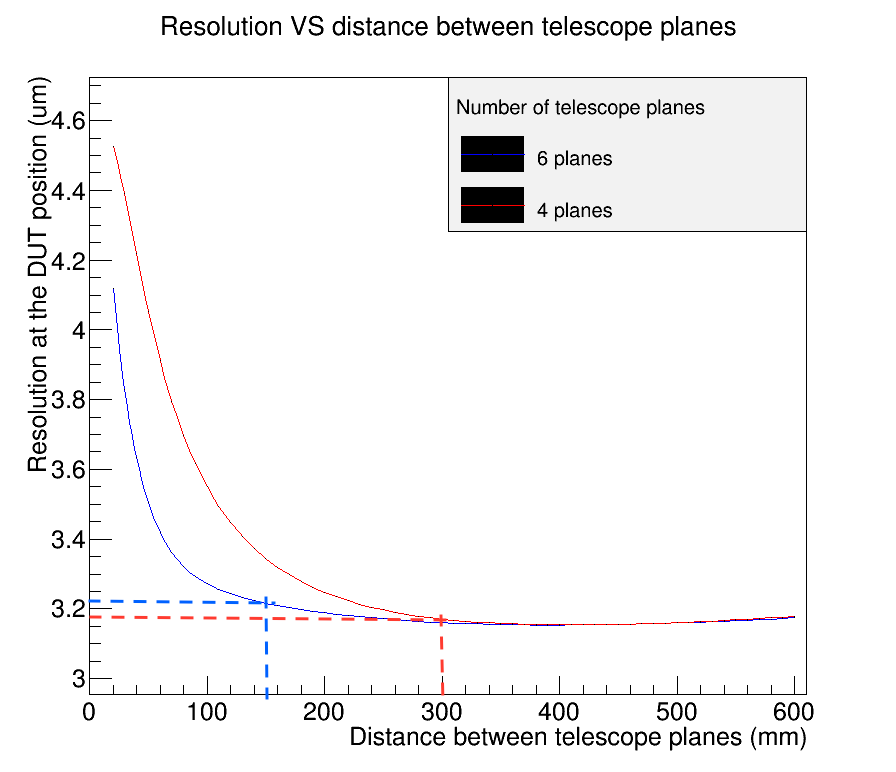 Resolution VS distance between telescope planes
Resolution at the DUT position (um)
4.6
4.4
4.2
4
3.8
3.6
3.4
3.2
3
Number of telescope planes
6 planes
4 planes
0 100 200 300 400 500 600
Distance between telescope planes (mm)